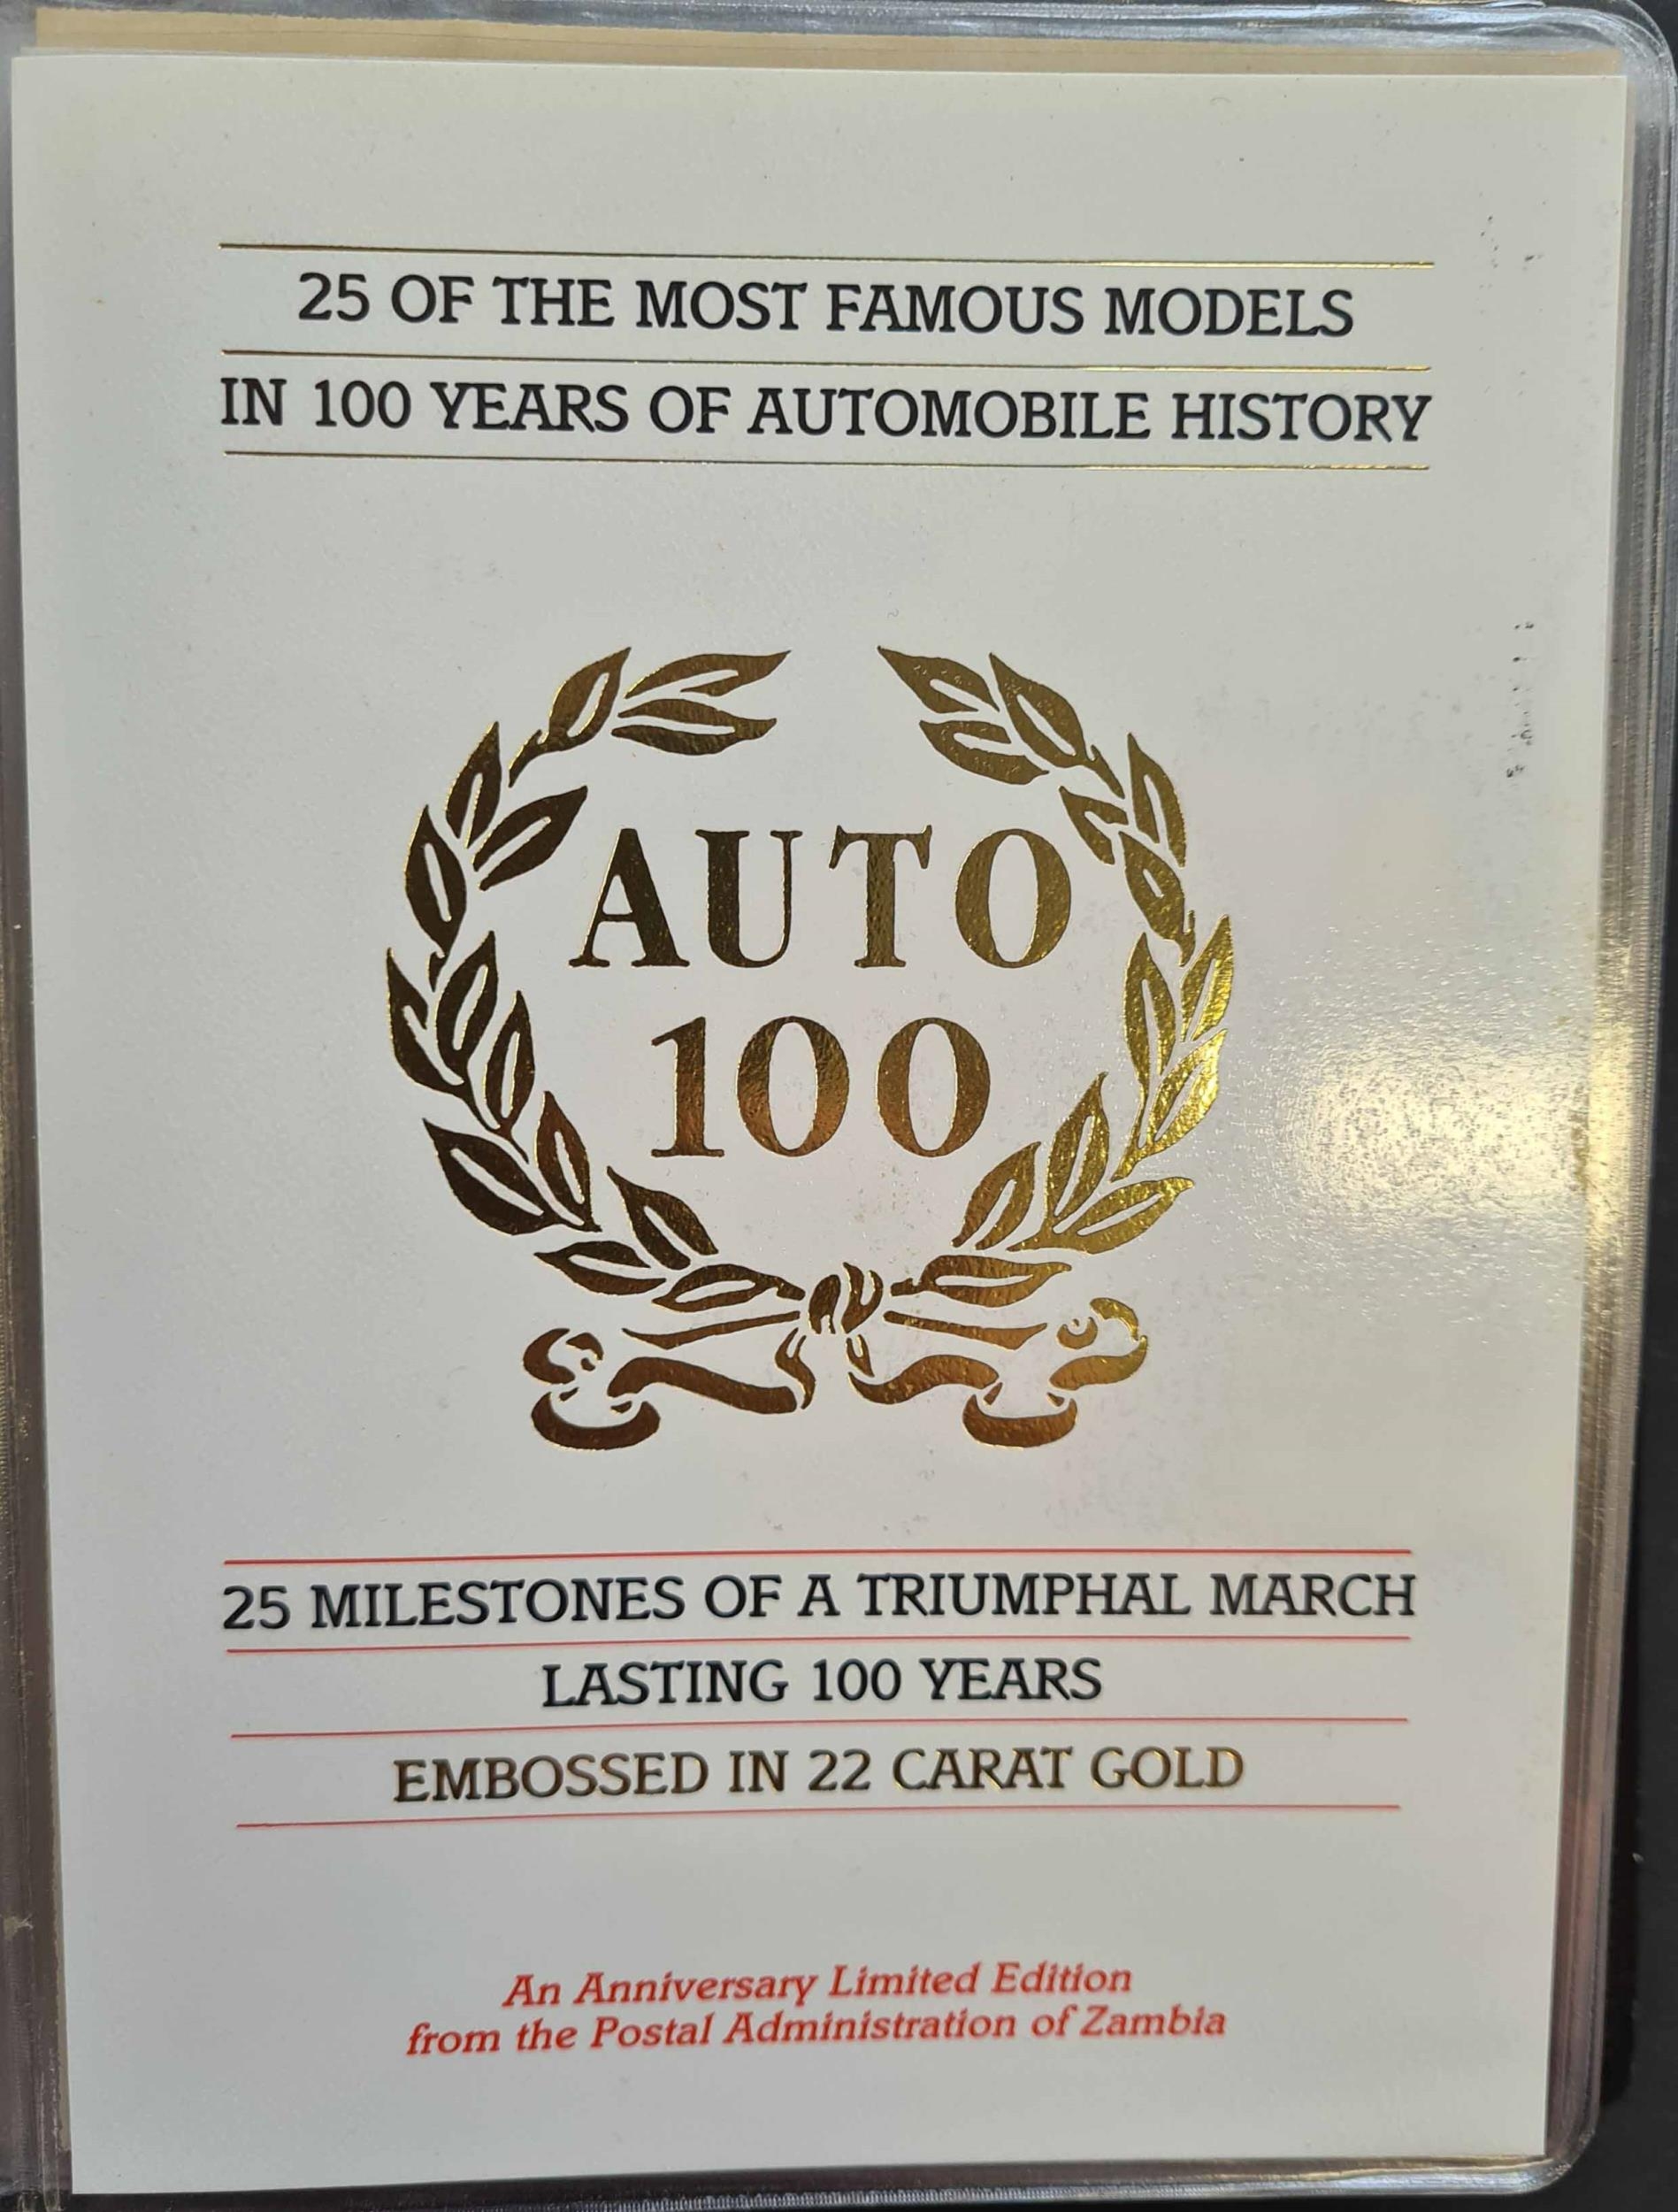 25 OF THE MOST FAMOUS MODELS
IN 100 YEARS OF AUTOMOBILE HISTORY
AUTO
100
25 MILESTONES OF A TRIUMPHAL MARCH
LASTING 100 YEARS
EMBOSSED IN 22 CARAT GOLD
An Anniversary Limited Edition
from the Postal Administration of Zambia